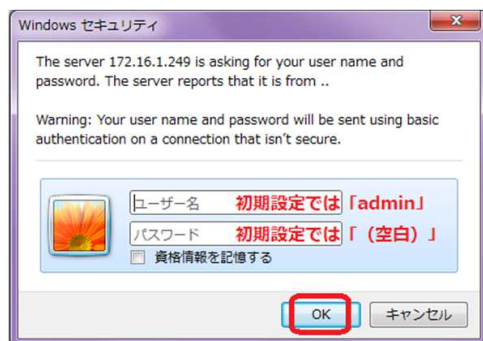 Windows セキュリティ
The server 172.16.1.249 is asking for your user name and
password. The server reports that it is from ..
Warning: Your user name and password will be sent using basic
authentication on a connection that isn't secure.
ユーザー名 初期設定では「admin」
パスワード 初期設定では「（空白）」
資格情報を記憶する
OK キャンセル